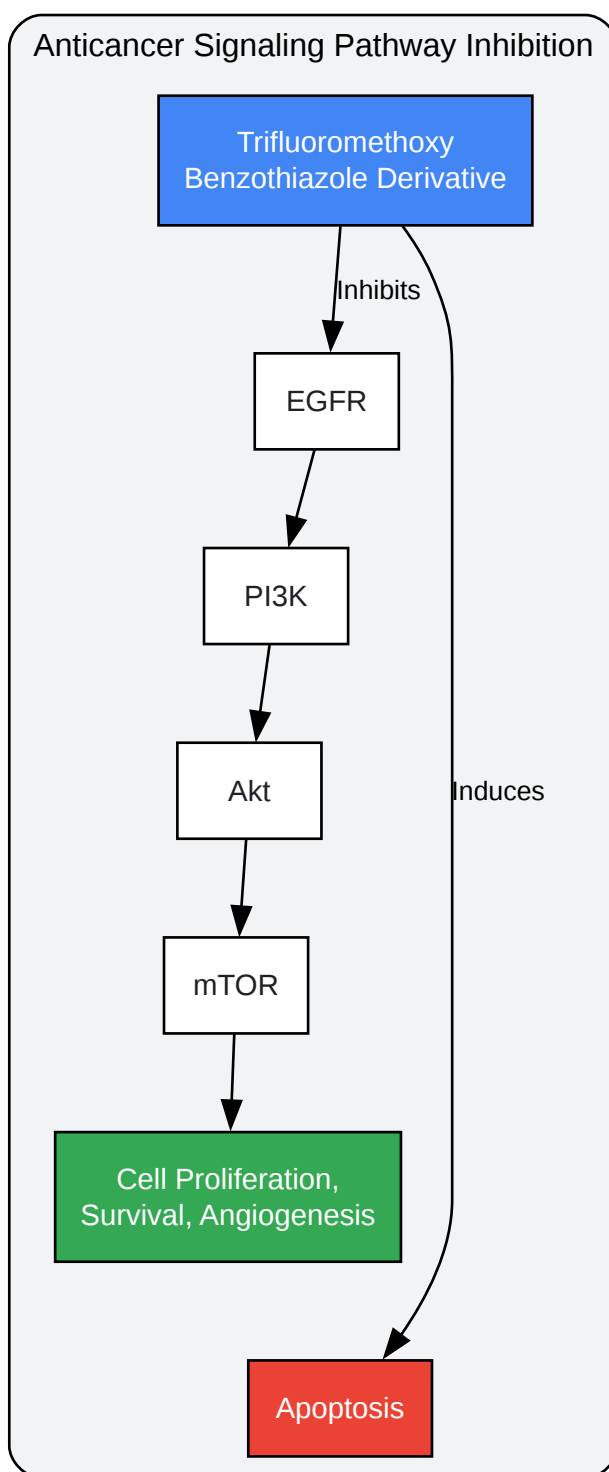 Anticancer Signaling Pathway Inhibition
Trifluoromethoxy
Benzothiazole Derivative
Inhibits
EGFR
PI3K
Akt
Induces
mTOR
Cell Proliferation,
Survival, Angiogenesis
Apoptosis